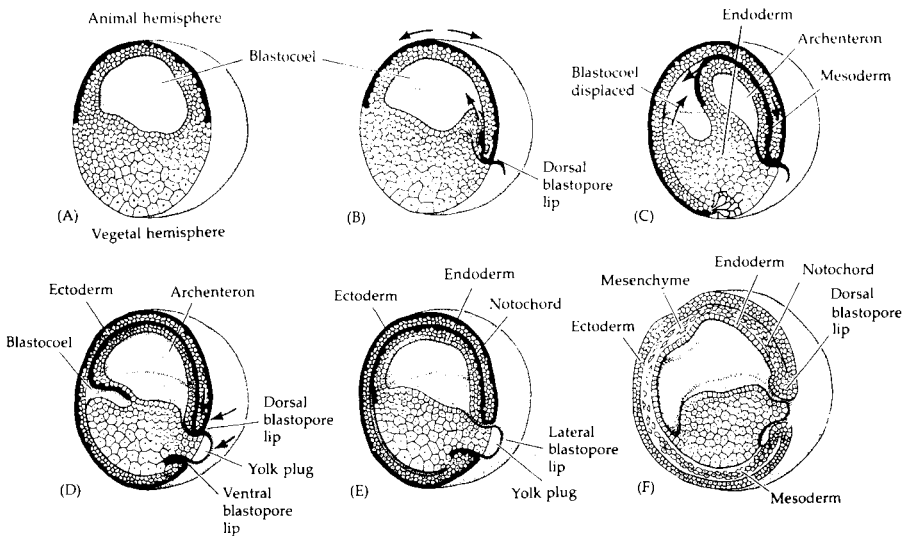 Animal hemisphere
Blastocoel
(A)
Vegetal hemisphere
(B)
Dorsal
blastopore
lip
Endoderm
Archenteron
Mesoderm
Blastocoel
displaced
(C)
Ectoderm
Archenteron
Blastocoel
Dorsal
blastopore
lip
Yolk plug
Ventral
blastopore
lip
(D)
Endoderm
Ectoderm
Notochord
Lateral
blastopore
lip
Yolk plug
(E)
Endoderm
Mesenchyme
Notochord
Dorsal
blastopore
lip
Ectoderm
(F)
Mesoderm